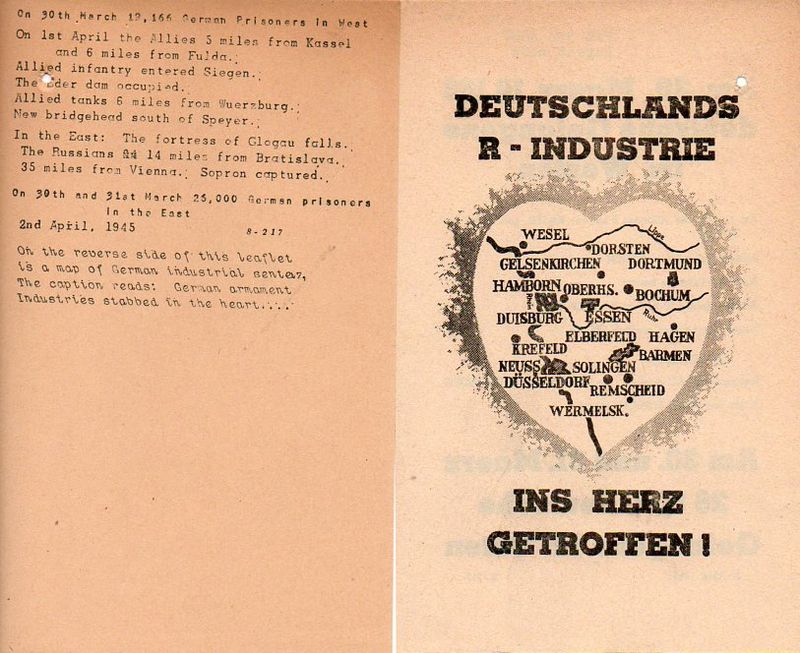 On 30th March 12,166 German Prisoners in West
On 1st April the Allies 5 miles from Kassel
and 6 miles from Fulda.
Allied infantry entered Siegen.
The Eder dam occupied.
Allied tanks 6 miles from Wuerzburg.
New bridgehead south of Speyer.
In the East: The fortress of Glogau falls.
The Russians 14 miles from Bratislava.
35 miles from Vienna. Sopron captured.
On 30th and 31st March 26,000 German prisoners
in the East
2nd April, 1945
8-217
On the reverse side of this leaflet
is a map of German industrial senter,
The caption reads: German armament
Industries stabbed in the heart....
DEUTSCHLANDS
R - INDUSTRIE
WESEL
Lippe
DORSTEN
GELSENKIRCHEN DORTMUND
HAMBORN OBERHS. BOCHUM
Ruhr
DUISBURG ESSEN
ELBERFELD HAGEN
KREFELD BARMEN
NEUSS SOLINGEN
DÜSSELDORF REMSCHEID
WERMELSK.
INS HERZ
GETROFFEN!